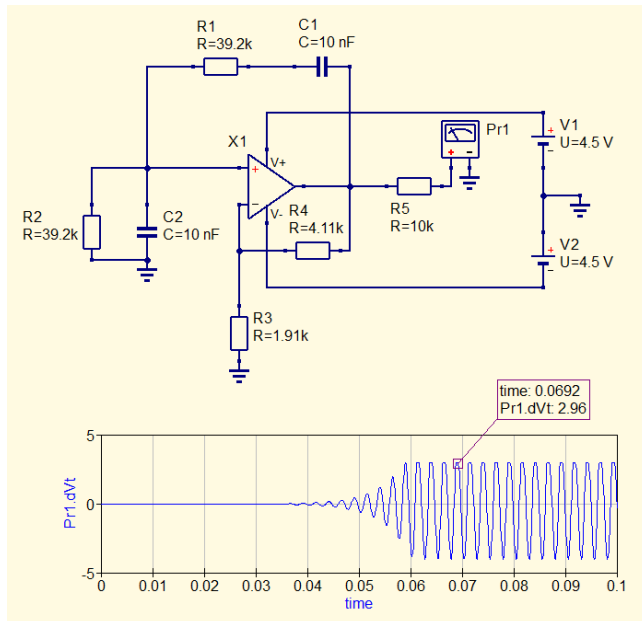 R1
R=39.2k
C1
C=10 nF
X1
V+
V-
+
−
Pr1
+ −
V1
+
U=4.5 V
−
R2
R=39.2k
C2
C=10 nF
R4
R=4.11k
R5
R=10k
V2
+
U=4.5 V
−
R3
R=1.91k
time: 0.0692
Pr1.dVt: 2.96
5
0
-5
Pr1.dVt
0 0.01 0.02 0.03 0.04 0.05 0.06 0.07 0.08 0.09 0.1
time